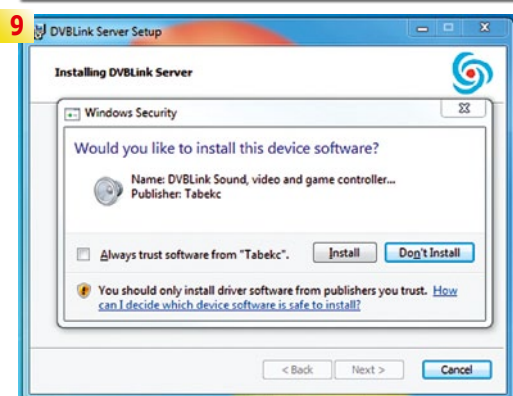 9
DVBLink Server Setup
Installing DVBLink Server
Windows Security
Would you like to install this device software?
Name: DVBLink Sound, video and game controller...
Publisher: Tabekc
Always trust software from "Tabekc".
Install
Don't Install
You should only install driver software from publishers you trust. How
can I decide which device software is safe to install?
< Back
Next >
Cancel